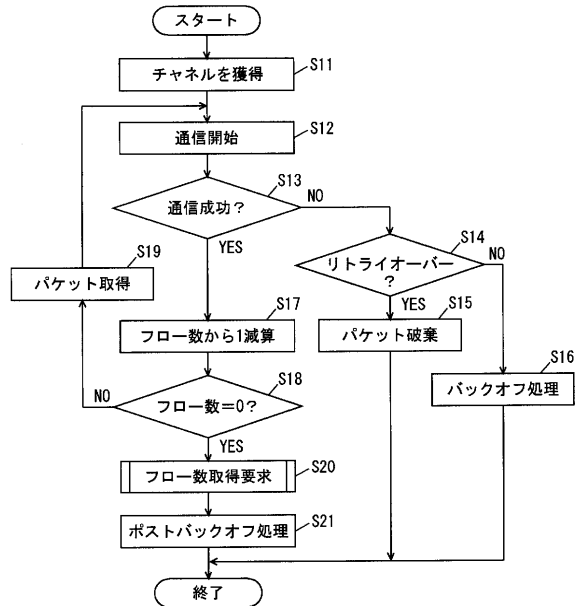 スタート
チャネルを獲得
S11
通信開始
S12
通信成功?
S13
NO
YES
リトライオーバー
?
S14
NO
YES
パケット取得
S19
フロー数から1減算
S17
パケット破棄
S15
バックオフ処理
S16
フロー数=0?
S18
NO
YES
フロー数取得要求
S20
ポストバックオフ処理
S21
終了